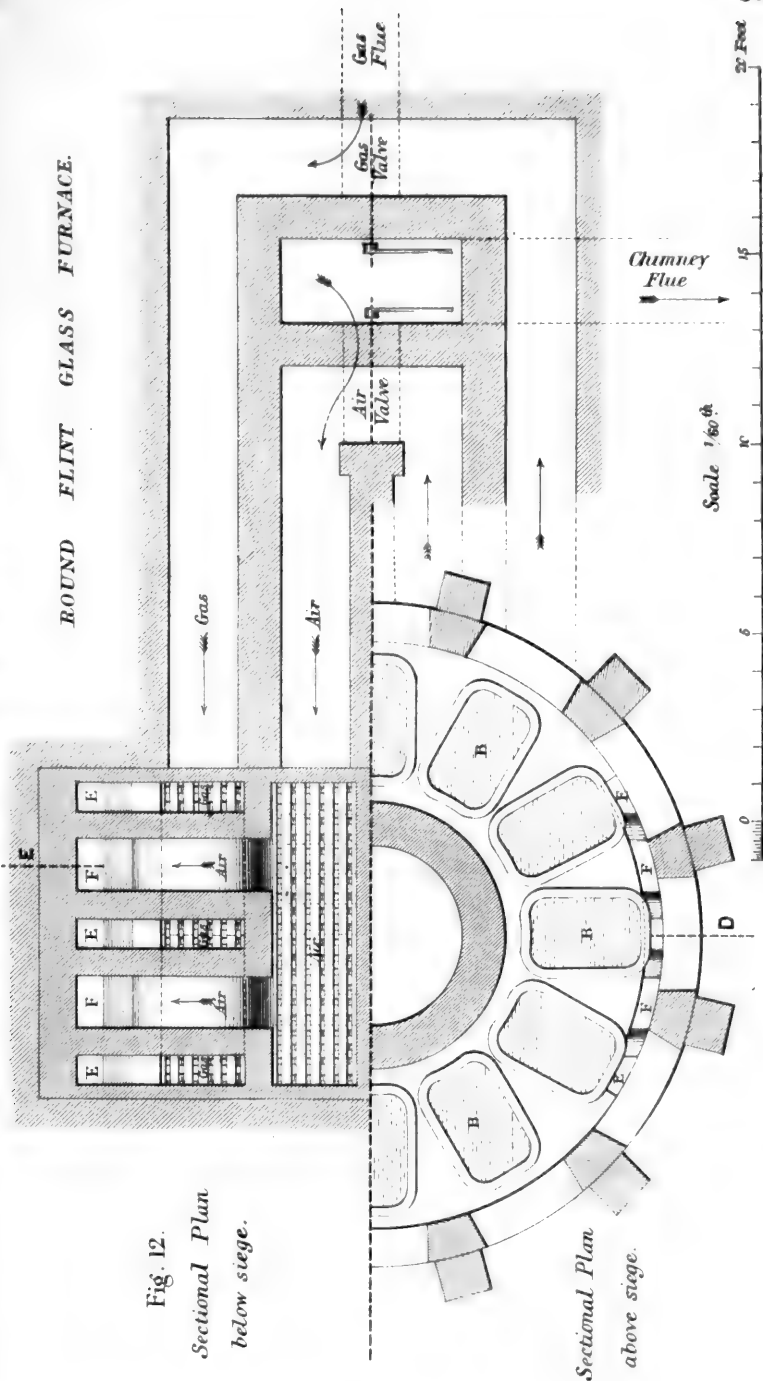 ROUND FLINT GLASS FURNACE.
Fig. 12.
Sectional Plan
below siege.
Gas
Flue
Gas
Valve
Chimney
Flue
Air
Valve
Gas
Air
E
E
F
E
F
E
Gas
Air
Gas
Air
Gas
Air
B
B
B
E
F
F
E
D
Sectional Plan
above siege.
Scale 1/60th
0
5
10
15
20 Feet